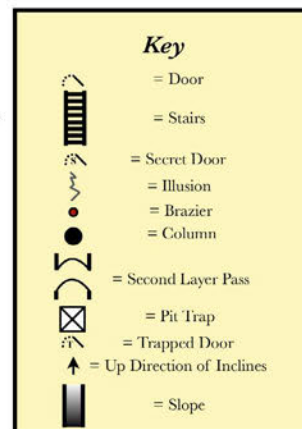 Key
= Door
= Stairs
S = Secret Door
= Illusion
= Brazier
= Column
= Second Layer Pass
= Pit Trap
= Trapped Door
= Up Direction of Inclines
= Slope